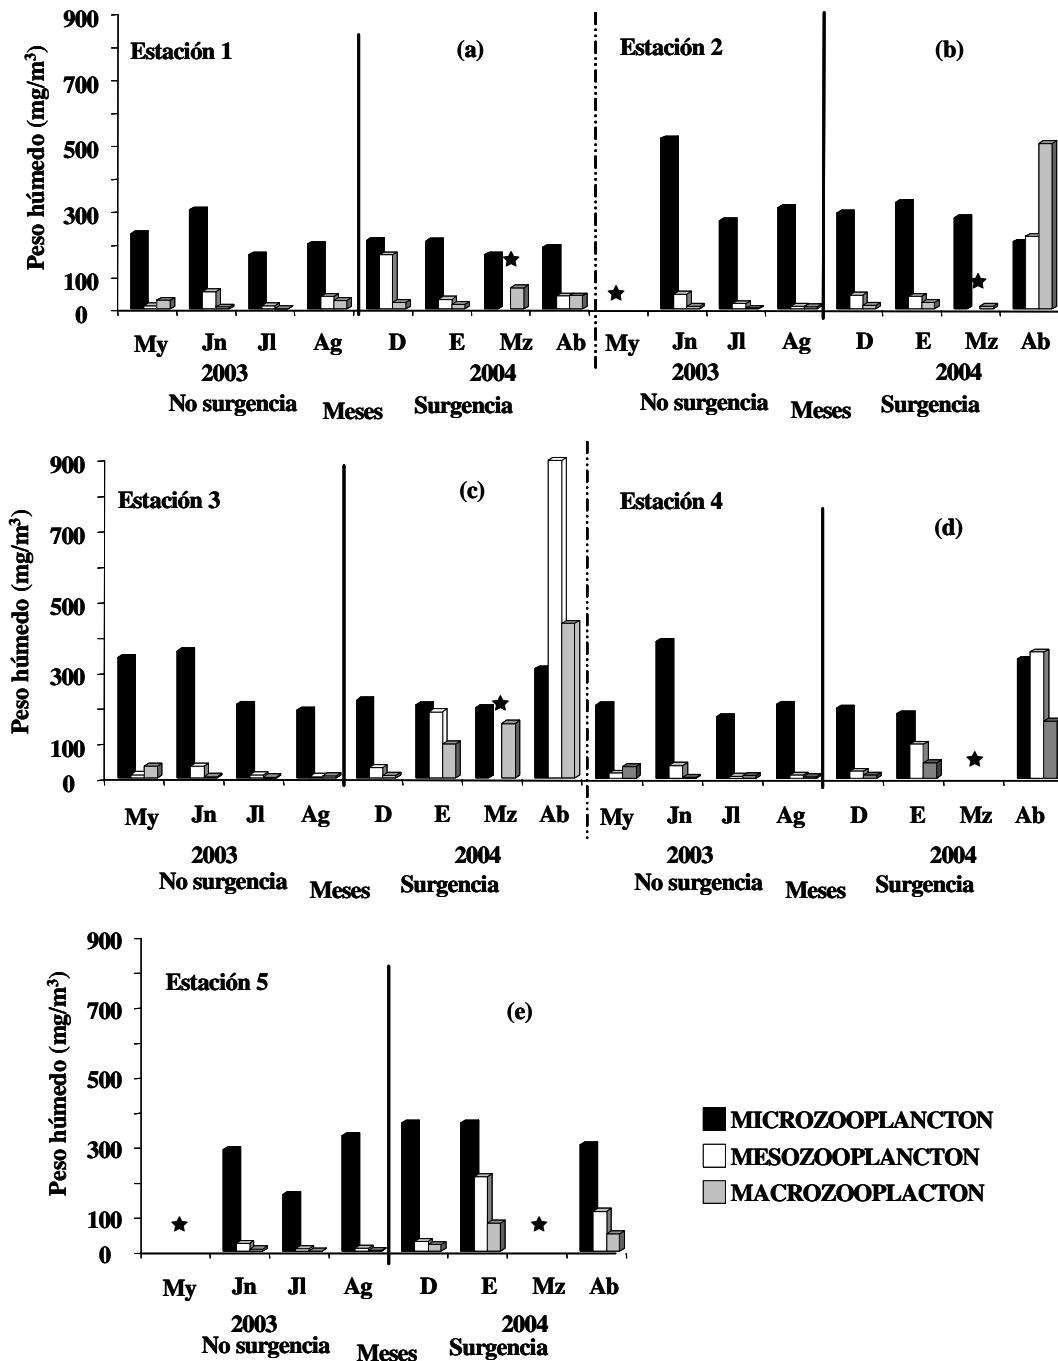 Peso húmedo (mg/m³)
900
700
500
300
100
0
Estación 1
(a)
Estación 2
(b)
My Jn Jl Ag D E Mz Ab My Jn Jl Ag D E Mz Ab
2003 2004 2003 2004
No surgencia Meses Surgencia No surgencia Meses Surgencia
Peso húmedo (mg/m³)
900
700
500
300
100
0
Estación 3
(c)
Estación 4
(d)
My Jn Jl Ag D E Mz Ab My Jn Jl Ag D E Mz Ab
2003 2004 2003 2004
No surgencia Meses Surgencia No surgencia Meses Surgencia
Peso húmedo (mg/m³)
900
700
500
300
100
0
Estación 5
(e)
My Jn Jl Ag D E Mz Ab
2003 2004
No surgencia Meses Surgencia
MICROZOOPLANCTON
MESOZOOPLANCTON
MACROZOOPLACTON